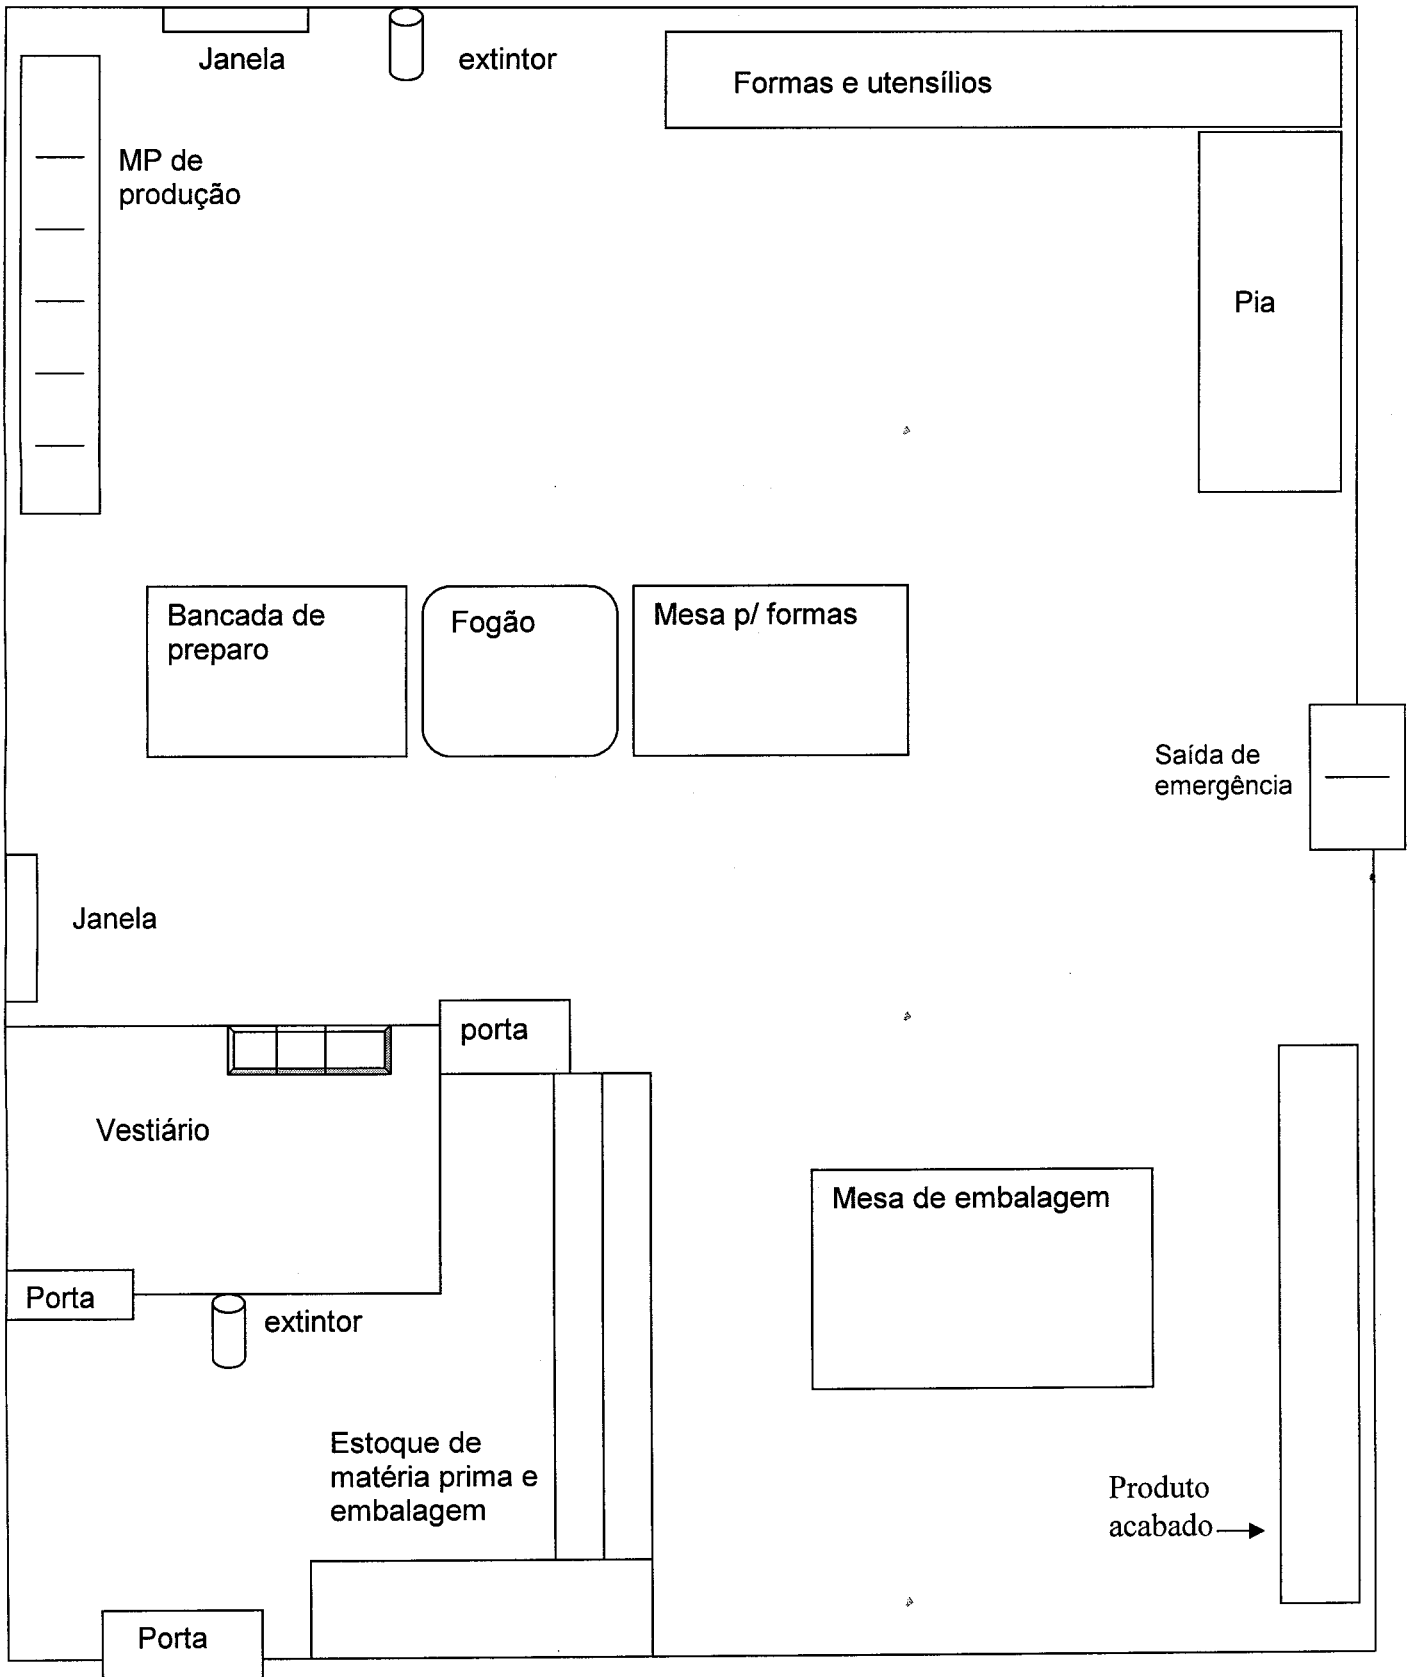 Janela
extintor
Formas e utensílios
MP de
produção
Pia
Bancada de
preparo
Fogão
Mesa p/ formas
Saída de
emergência
Janela
porta
Vestiário
Mesa de embalagem
Porta
extintor
Estoque de
matéria prima e
embalagem
Produto
acabado
Porta